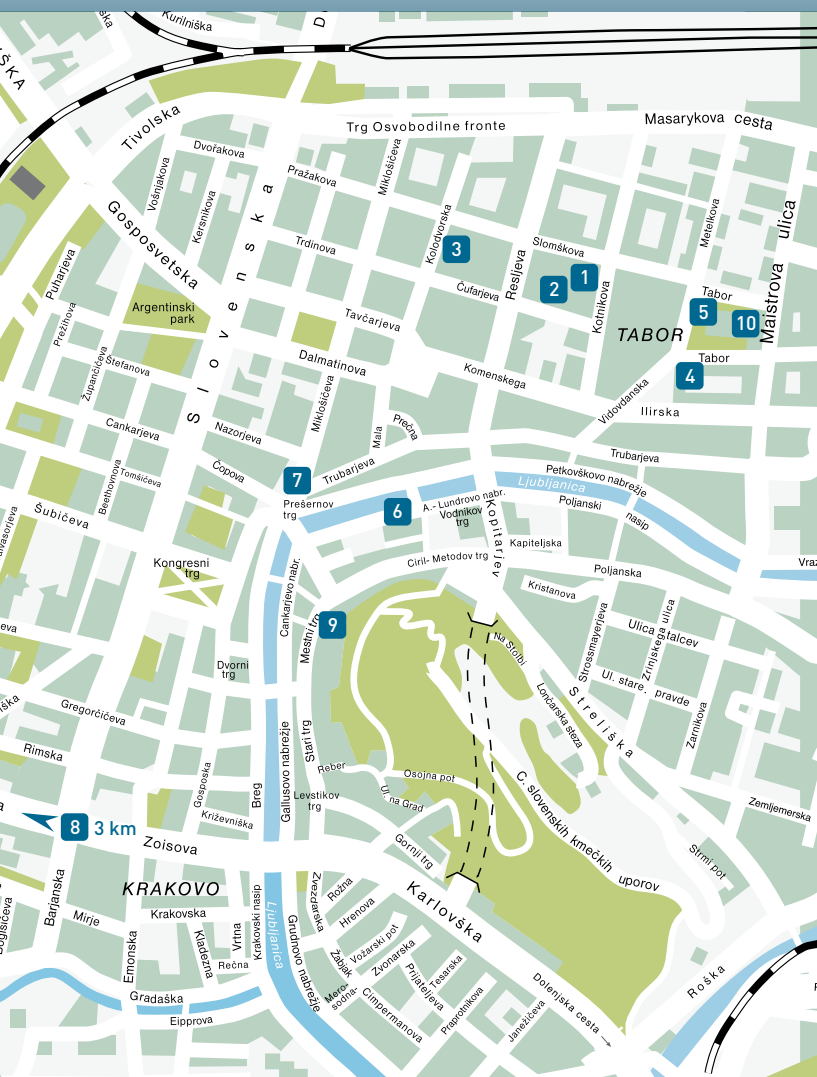 Kurilniška
Tivolska
Trg Osvobodilne fronte
Masarykova cesta
Dvořakova
Vošnjakova
Kersnikova
Pražakova
Miklošičeva
Kolodvorska
3
Slomškova
Resljeva
1
2
Kotnikova
Metelkova
Maistrova ulica
Gosposvetska
Slovenska
Trdinova
Čufarjeva
Tabor
5
10
TABOR
Tabor
4
Puharjeva
Prežihova
Argentinski
park
Tavčarjeva
Dalmatinova
Komenskega
Vidovdanska
Ilirska
Župančičeva
Štefanova
Cankarjeva
Nazorjeva
Miklošičeva
Mala
Prečna
Trubarjeva
Trubarjeva
Čopova
Beethovnova
Tomšičeva
7
Prešernov
trg
6
Petkovškovo nabrežje
Ljubljanica
A.- Lundrovo nabr.
Vodnikov
trg
Poljanski
nasip
Kopitarjev
Šubičeva
Kongresni
trg
Kapiteljska
Ciril- Metodov trg
Poljanska
Vraz
Kristanova
Cankarjevo nabr.
Mestni trg
9
Na Stolbi
Strossmayerjeva
Ulica talcev
Zrinjskega ulica
Ul. stare pravde
Zarnikova
Lončarska steza
Streliška
eva
Dvorni
trg
Gregorčičeva
Rimska
Gosposka
Križevniška
Breg
Gallusovo nabrežje
Stari trg
Reber
Levstikov
trg
Osojna pot
Ul. na Grad
Gornji trg
C. slovenskih kmečkih uporov
Zemljemerska
Strmi pot
8
3 km
Zoisova
KRAKOVO
Barjanska
Mirje
Krakovska
Emonska
Kladezna
Vrtna
Rečna
Krakovski nasip
Ljubljanica
Zvezdarska
Grudnovo nabrežje
Rožna
Hrenova
Karlovška
Žabjak
Vožarski pot
Zvonarska
Mero-
sodna-
Cimpermanova
Prijateljeva
Tesarska
Praprotnikova
Janežičeva
Dolenjska cesta
Roška
Gradaška
Eipprova